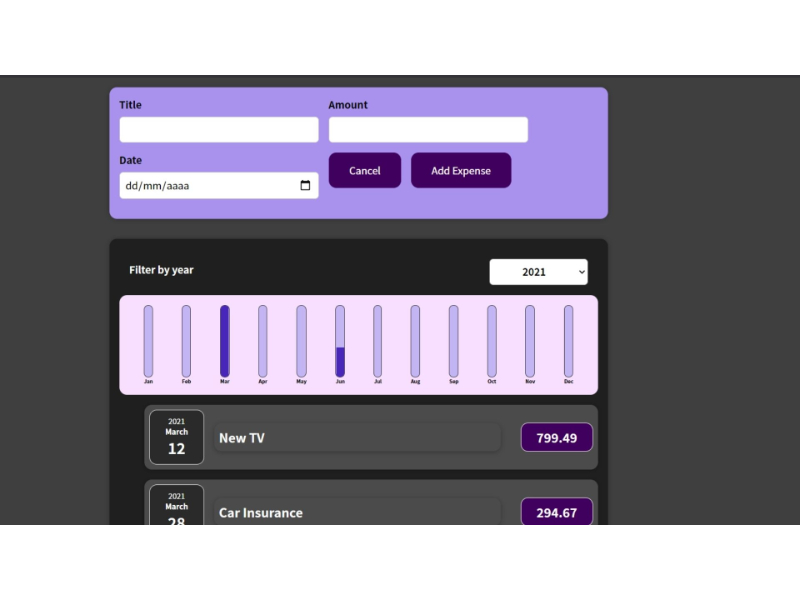 Title
Amount
Date
dd/mm/aaaa
Cancel
Add Expense
Filter by year
2021
Jan Feb Mar Apr May Jun Jul Aug Sep Oct Nov Dec
2021
March
12
New TV
799.49
2021
March
28
Car Insurance
294.67